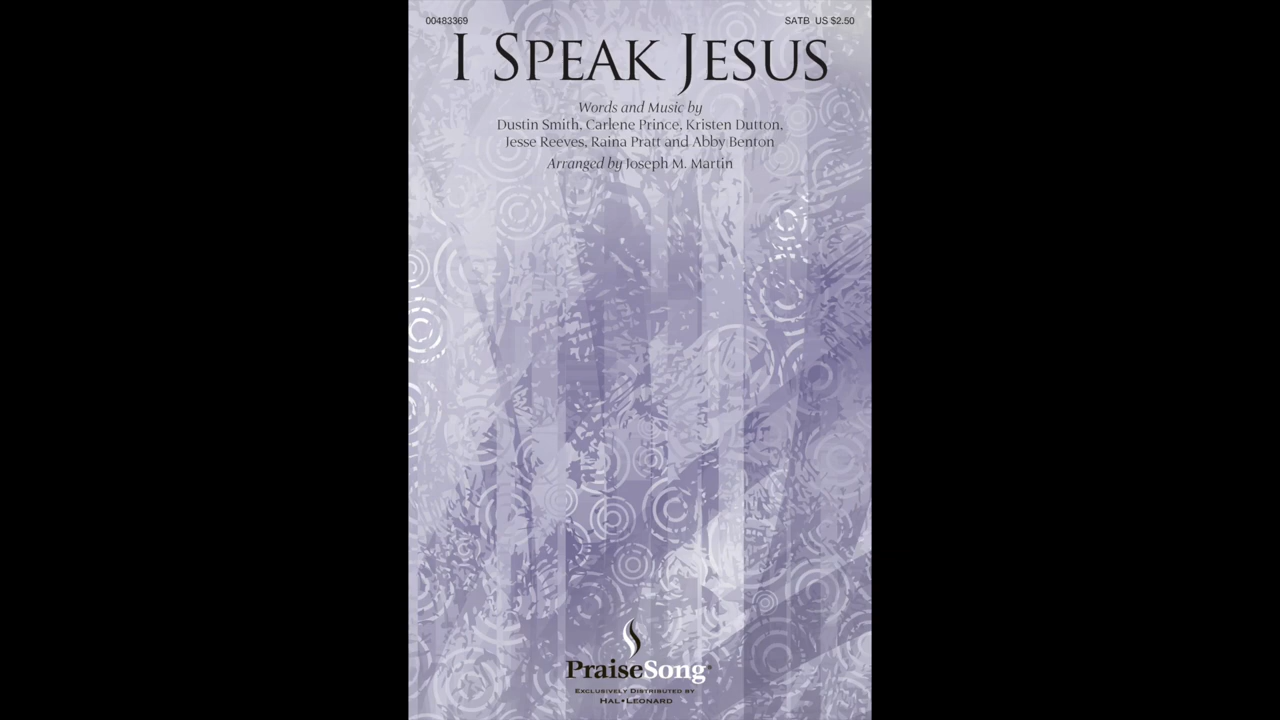 00483369
SATB US $2.50
I SPEAK JESUS
Words and Music by
Dustin Smith, Carlene Prince, Kristen Dutton,
Jesse Reeves, Raina Pratt and Abby Benton
Arranged by Joseph M. Martin
PraiseSong®
EXCLUSIVELY DISTRIBUTED BY
HAL•LEONARD